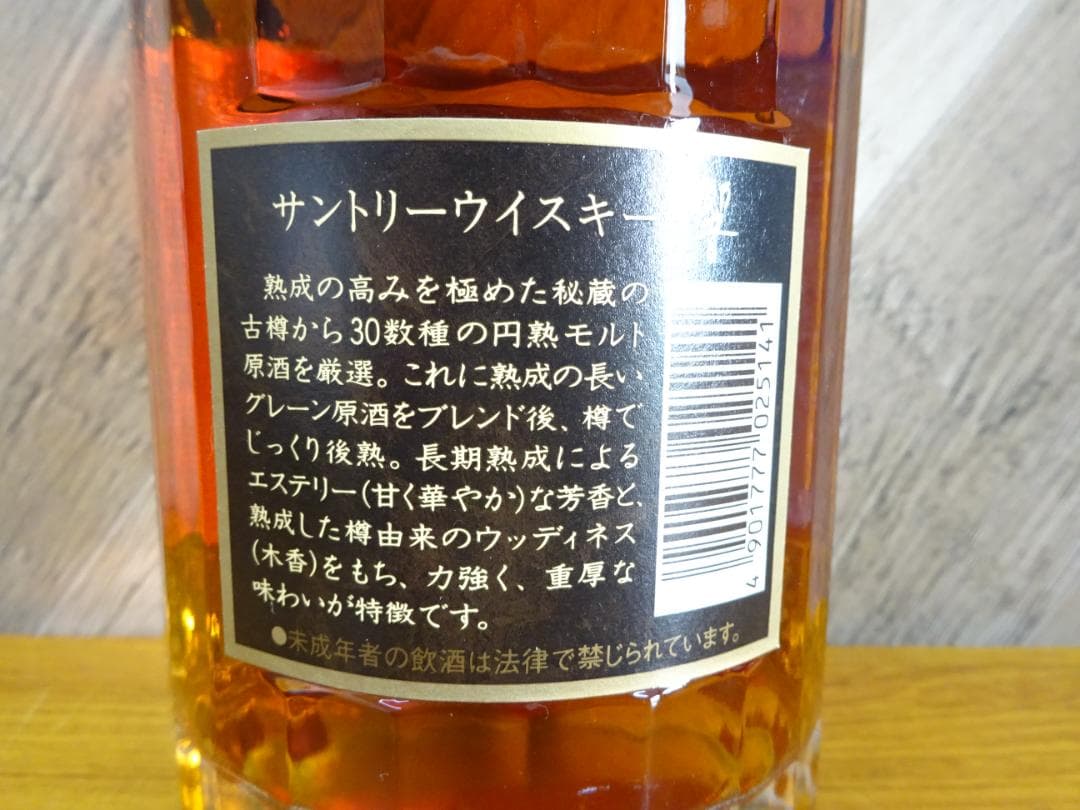 サントリーウイスキー
熟成の高みを極めた秘蔵の
古樽から30数種の円熟モルト
原酒を厳選。これに熟成の長い
グレーン原酒をブレンド後、樽で
じっくり後熟。長期熟成による
エステリー(甘く華やか)な芳香と、
熟成した樽由来のウッディネス
(木香)をもち、力強く、重厚な
味わいが特徴です。
●未成年者の飲酒は法律で禁じられています。
4 901777 025141